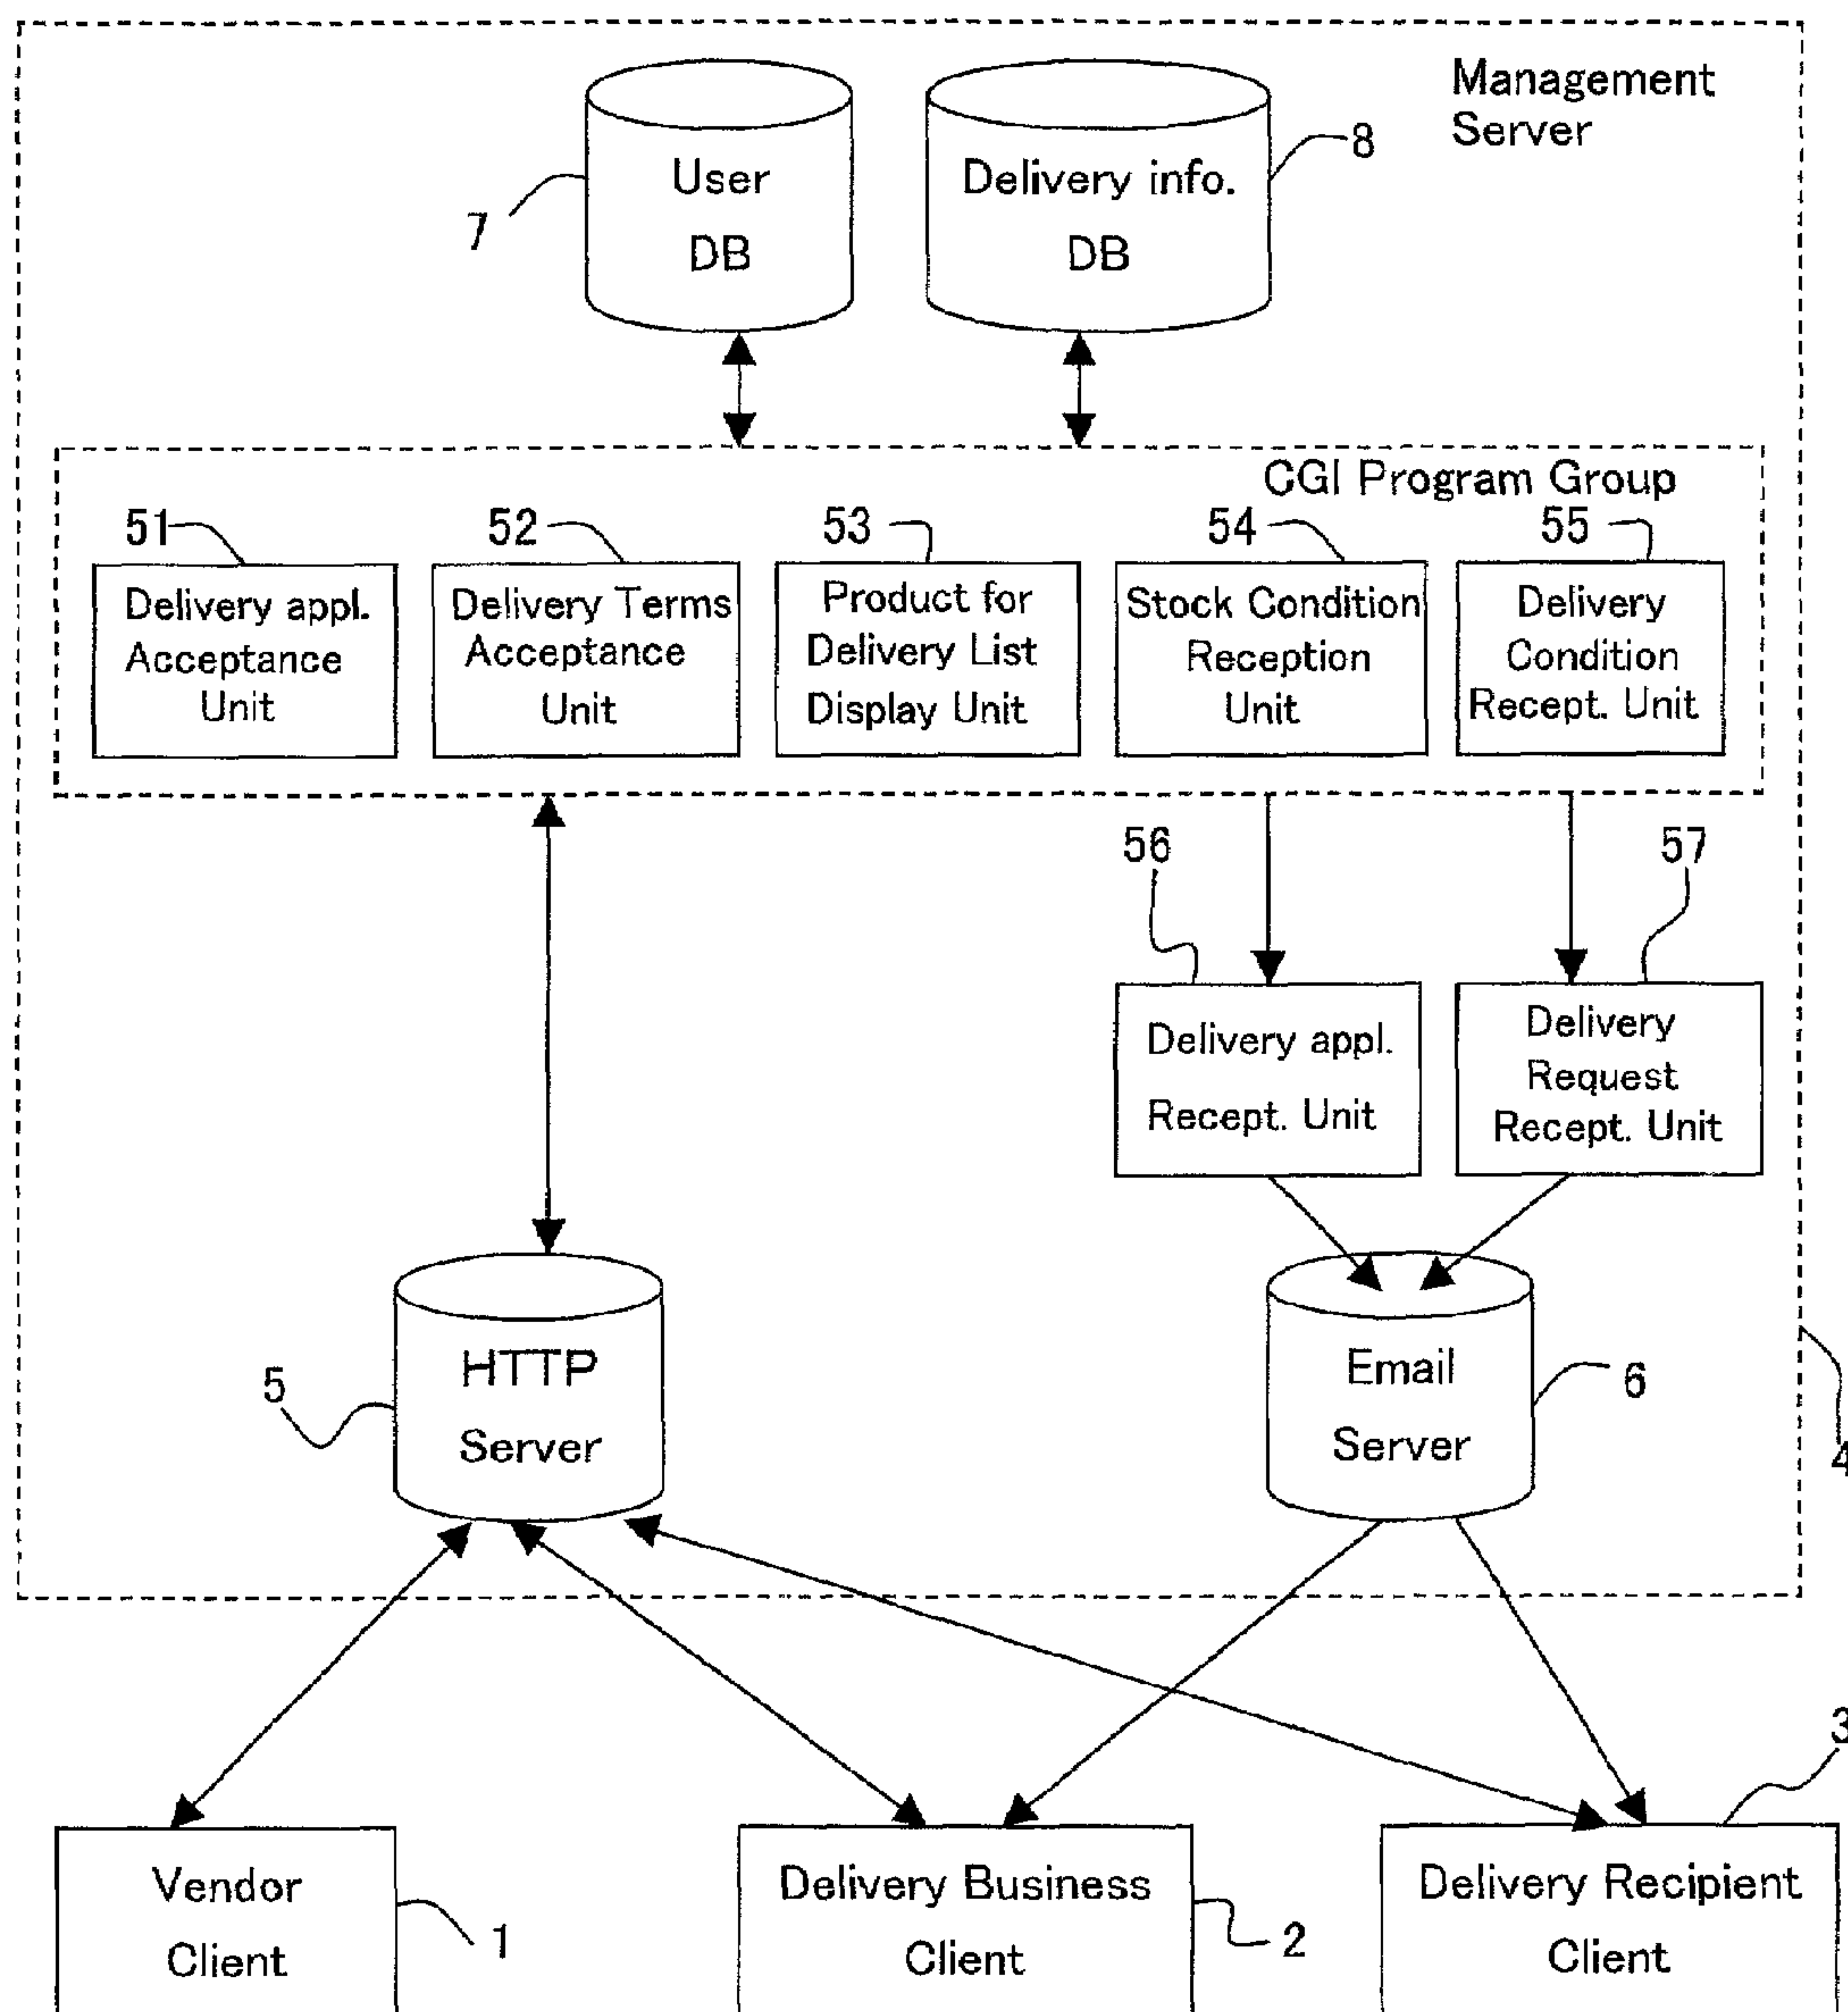 Management
Server
User
DB
7
Delivery info.
DB
8
CGI Program Group
51
52
53
54
55
Delivery appl.
Acceptance
Unit
Delivery Terms
Acceptance
Unit
Product for
Delivery List
Display Unit
Stock Condition
Reception
Unit
Delivery
Condition
Recept. Unit
56
57
Delivery appl.
Recept. Unit
Delivery
Request
Recept. Unit
HTTP
Server
5
Email
Server
6
4
3
Vendor
Client
1
Delivery Business
Client
2
Delivery Recipient
Client